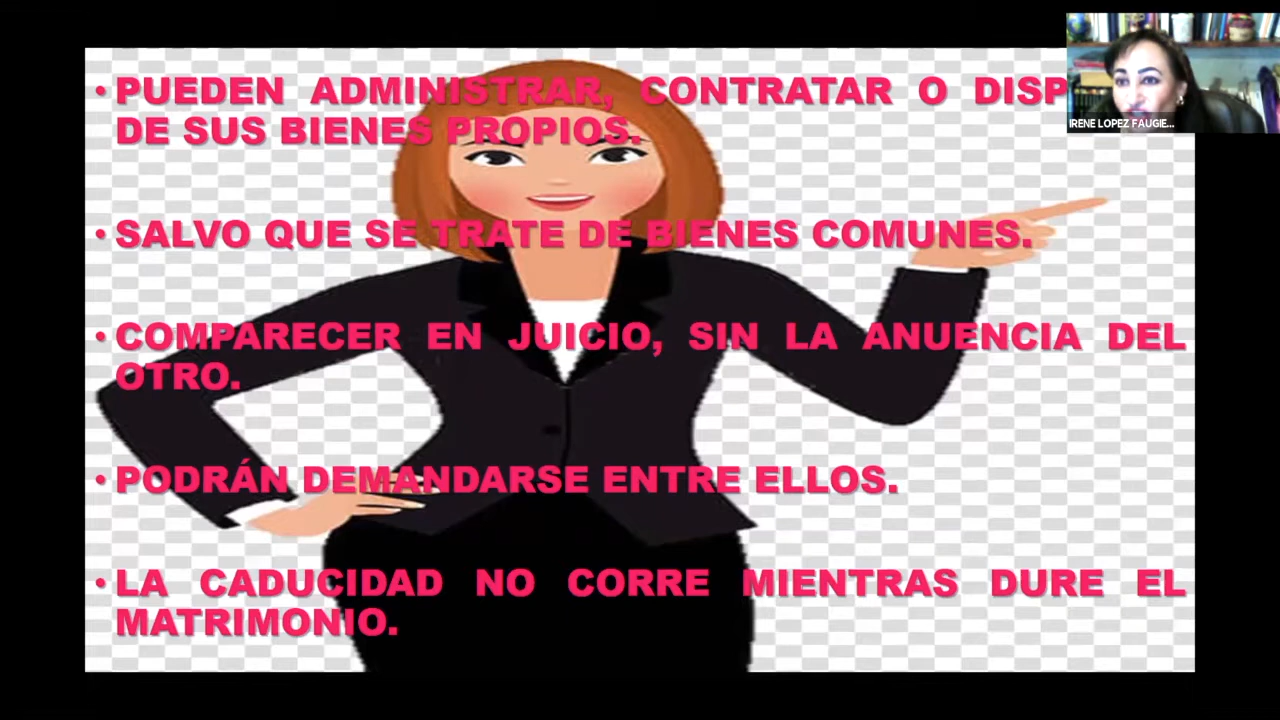 • PUEDEN ADMINISTRAR, CONTRATAR O DISP
DE SUS BIENES PROPIOS.
• SALVO QUE SE TRATE DE BIENES COMUNES.
• COMPARECER EN JUICIO, SIN LA ANUENCIA DEL
OTRO.
• PODRÁN DEMANDARSE ENTRE ELLOS.
• LA CADUCIDAD NO CORRE MIENTRAS DURE EL
MATRIMONIO.
IRENE LOPEZ FAUGIE...